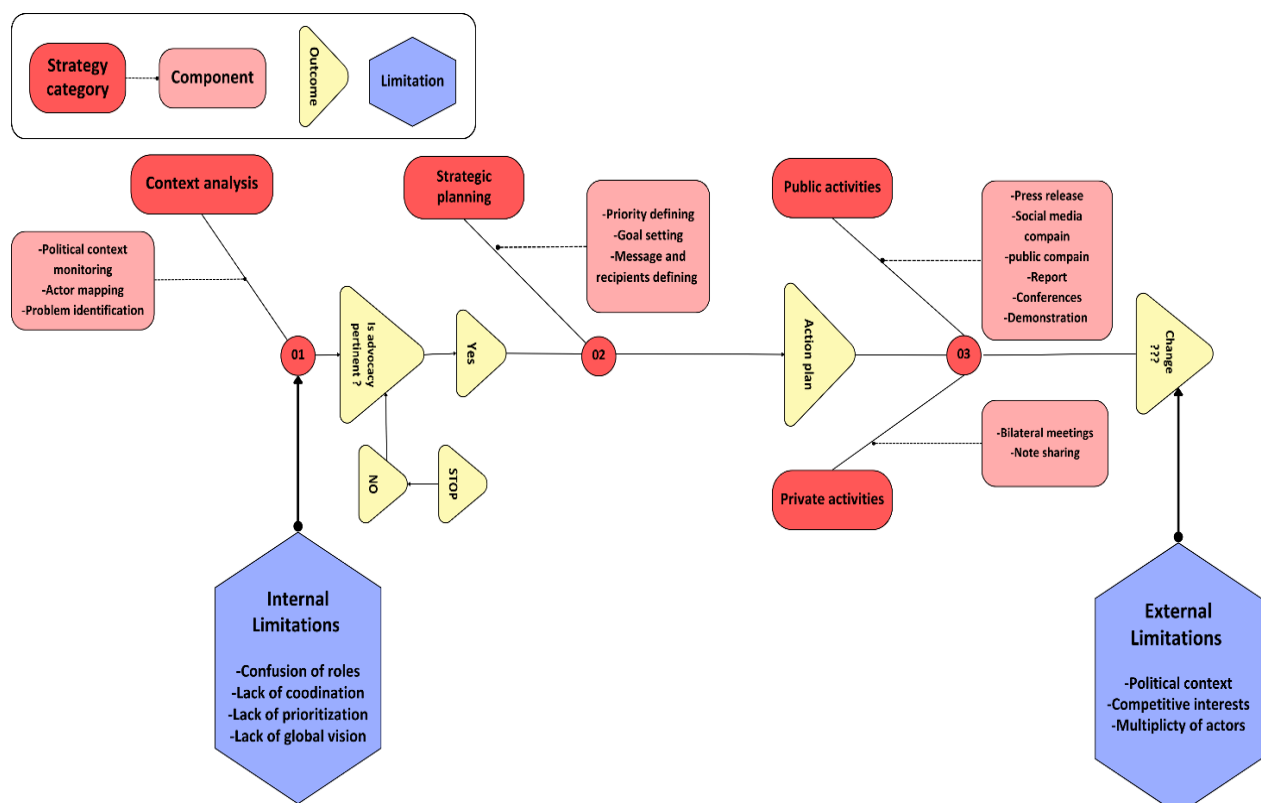 Strategy
category
Component
Outcome
Limitation
Context analysis
-Political context
monitoring
-Actor mapping
-Problem identification
Strategic
planning
-Priority defining
-Goal setting
-Message and
recipients defining
Public activities
-Press release
-Social media
compain
-public compain
-Report
-Conferences
-Demonstration
01
Is advocacy
pertinent ?
Yes
02
Action plan
03
Change
???
NO
STOP
-Bilateral meetings
-Note sharing
Private activities
Internal
Limitations
-Confusion of roles
-Lack of coodination
-Lack of prioritization
-Lack of global vision
External
Limitations
-Political context
-Competitive interests
-Multiplicty of actors